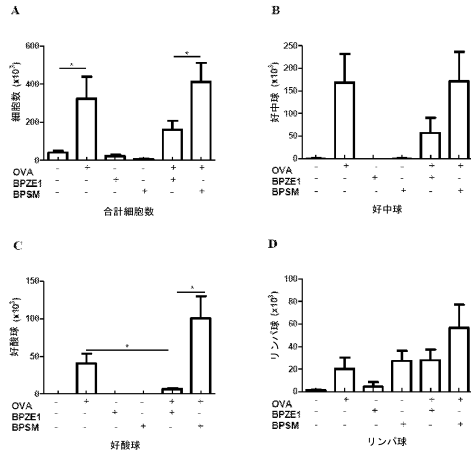 A
細胞数 (x10³)
600
400
200
0
* *
OVA - + - - + +
BPZE1 - - + - + -
BPSM - - - + - +
合計細胞数
B
好中球 (x10³)
250
200
150
100
50
0
OVA - + - - + +
BPZE1 - - + - + -
BPSM - - - + - +
好中球
C
好酸球 (x10³)
150
100
50
0
* *
OVA - + - - + +
BPZE1 - - + - + -
BPSM - - - + - +
好酸球
D
リンパ球 (x10³)
100
80
60
40
20
0
OVA - + - - + +
BPZE1 - - + - + -
BPSM - - - + - +
リンパ球